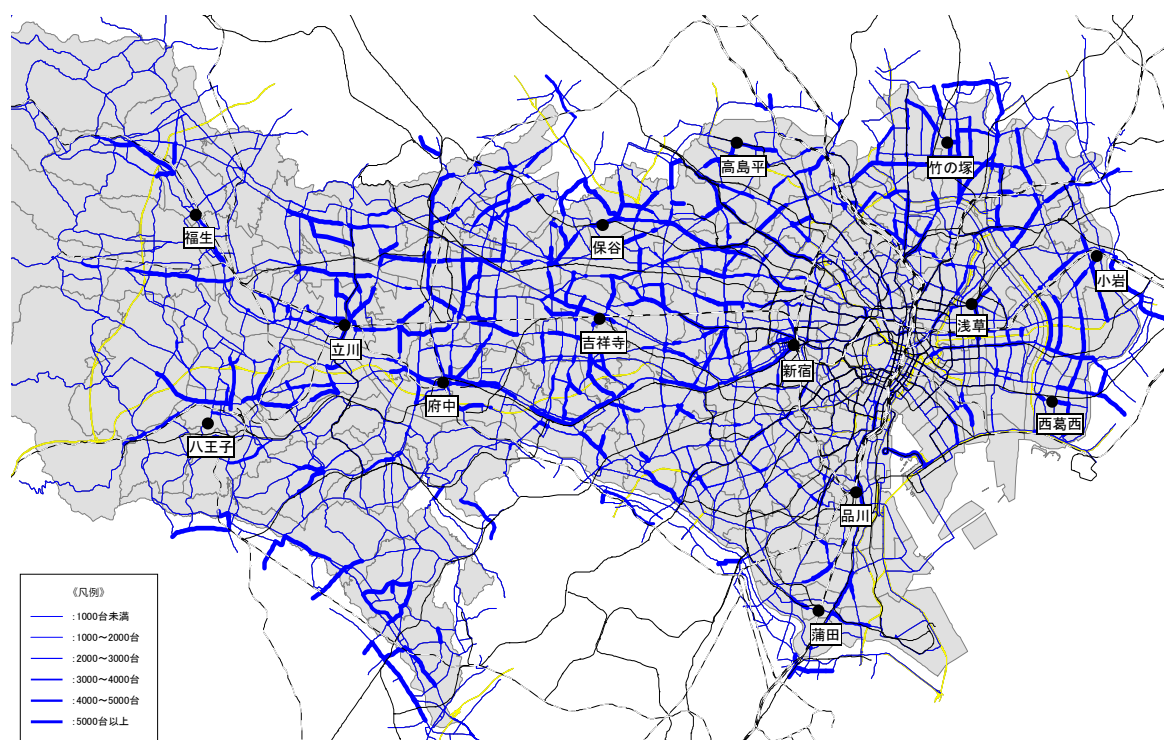 高島平
竹の塚
福生
保谷
小岩
浅草
立川
吉祥寺
新宿
府中
西葛西
八王子
品川
蒲田
《凡例》
:1000台未満
:1000～2000台
:2000～3000台
:3000～4000台
:4000～5000台
:5000台以上